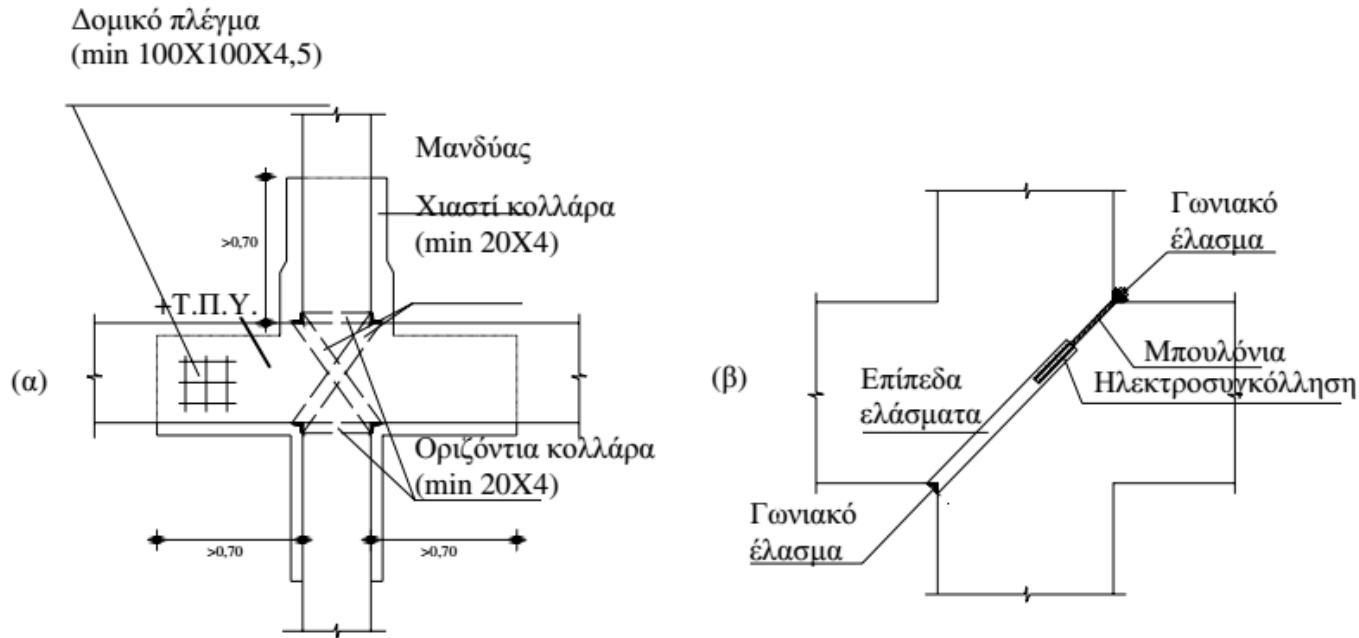 Δομικό πλέγμα
(min 100X100X4,5)
Μανδύας
Χιαστί κολλάρα
(min 20X4)
>0,70
+Τ.Π.Υ.
(α)
Οριζόντια κολλάρα
(min 20X4)
>0,70
>0,70
Γωνιακό
έλασμα
(β)
Μπουλόνια
Ηλεκτροσυγκόλληση
Επίπεδα
ελάσματα
Γωνιακό
έλασμα